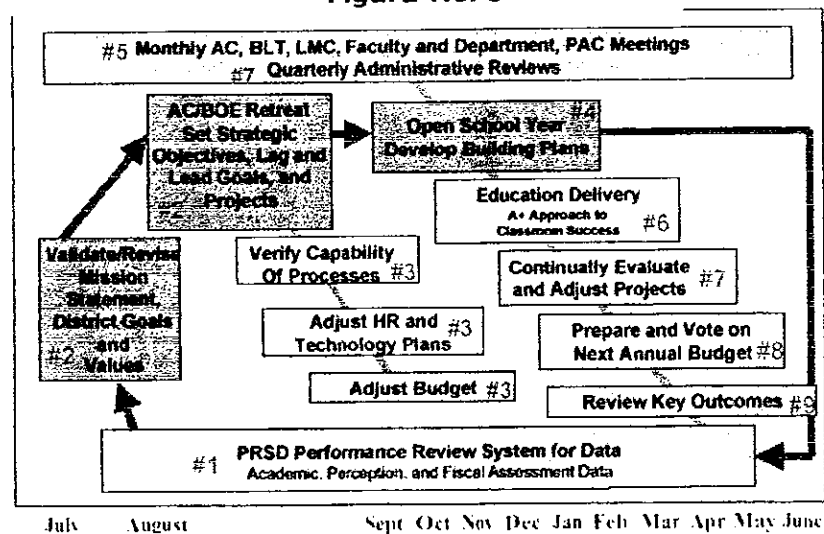 #5 Monthly AC, BLT, LMC, Faculty and Department, PAC Meetings
#7 Quarterly Administrative Reviews
AC/BOE Retreat
Set Strategic
Objectives, Lag and
Lead Goals, and
Projects
#2
#4
Open School Year
Develop Building Plans
Education Delivery
A+ Approach to
Classroom Success
#6
Validate/Revise
Mission
Statement,
District Goals
and
#2 Values
Verify Capability
Of Processes #3
Continually Evaluate
and Adjust Projects #7
Adjust HR and
Technology Plans #3
Prepare and Vote on
Next Annual Budget #8
Adjust Budget #3
Review Key Outcomes #9
#1 PRSD Performance Review System for Data
Academic, Perception, and Fiscal Assessment Data
July August Sept Oct Nov Dec Jan Feb Mar Apr May June